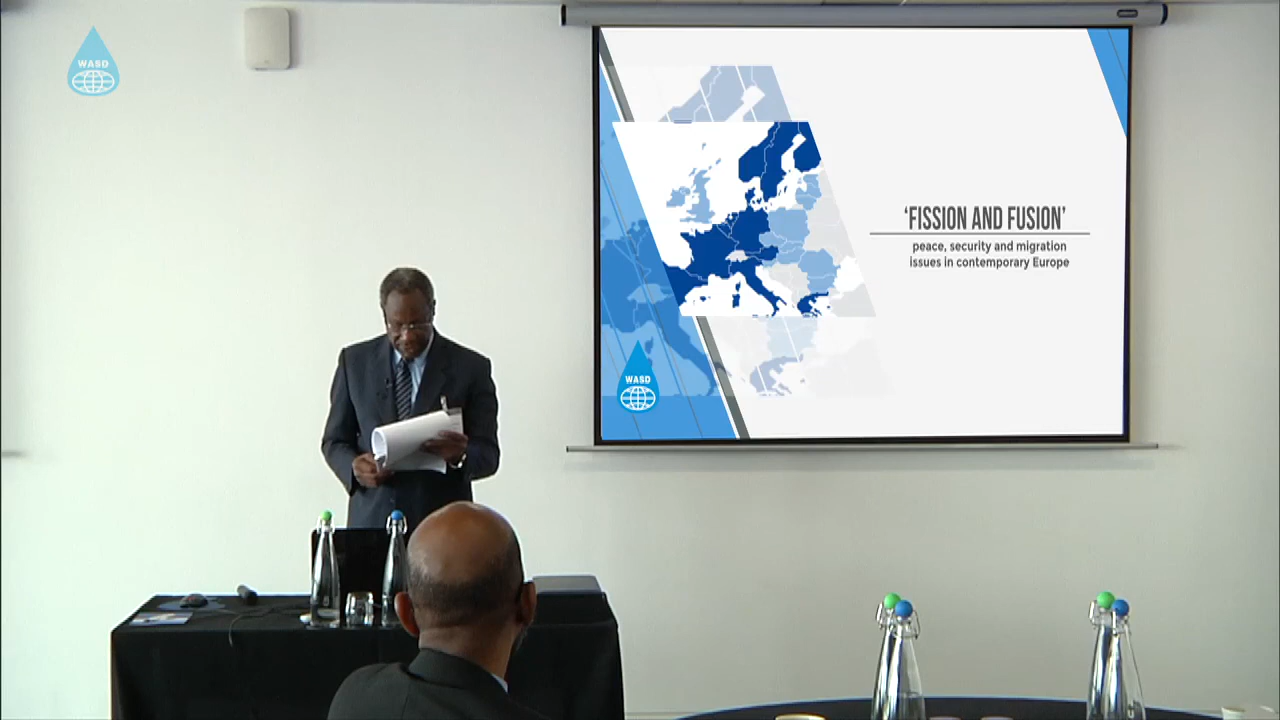 WASD
‘FISSION AND FUSION’
peace, security and migration
issues in contemporary Europe
WASD